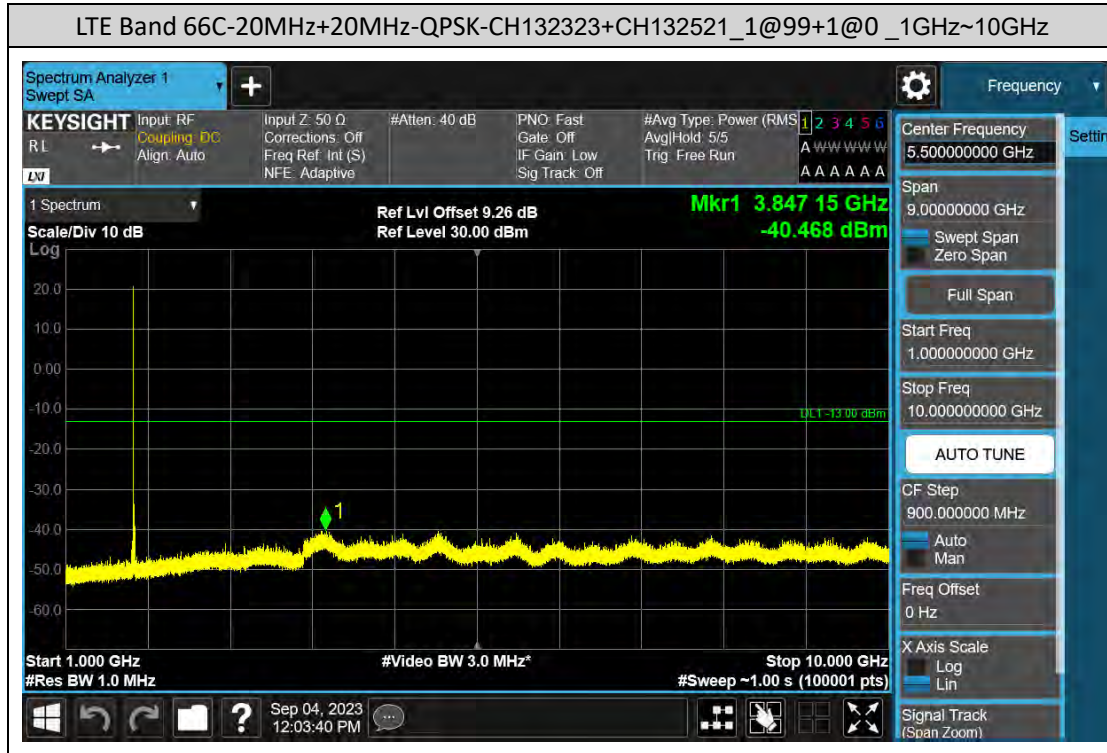 LTE Band 66C-20MHz+20MHz-QPSK-CH132323+CH132521_1@99+1@0 _1GHz~10GHz
Spectrum Analyzer 1
Swept SA
+
Frequency
KEYSIGHT
RL
LXI
Input: RF
Coupling: DC
Align: Auto
Input Z: 50 Ω
Corrections: Off
Freq Ref: Int (S)
NFE: Adaptive
#Atten: 40 dB
PNO: Fast
Gate: Off
IF Gain: Low
Sig Track: Off
#Avg Type: Power (RMS
Avg|Hold: 5/5
Trig: Free Run
1 2 3 4 5 6
A W W W W W
A A A A A A
Center Frequency
5.500000000 GHz
Settin
Span
9.00000000 GHz
Swept Span
Zero Span
Full Span
Start Freq
1.000000000 GHz
Stop Freq
10.000000000 GHz
AUTO TUNE
CF Step
900.000000 MHz
Auto
Man
Freq Offset
0 Hz
X Axis Scale
Log
Lin
Signal Track
(Span Zoom)
1 Spectrum
Scale/Div 10 dB
Log
Ref Lvl Offset 9.26 dB
Ref Level 30.00 dBm
Mkr1 3.847 15 GHz
-40.468 dBm
20.0
10.0
0.00
-10.0
DL1 -13.00 dBm
-20.0
-30.0
1
-40.0
-50.0
-60.0
Start 1.000 GHz
#Video BW 3.0 MHz*
Stop 10.000 GHz
#Res BW 1.0 MHz
#Sweep ~1.00 s (100001 pts)
?
Sep 04, 2023
12:03:40 PM